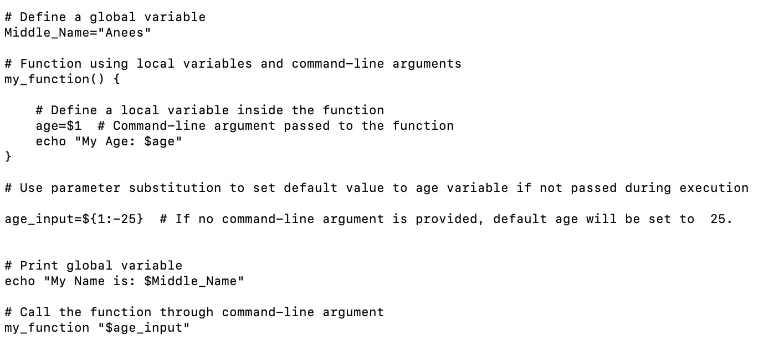 # Define a global variable
Middle_Name="Anees"
# Function using local variables and command-line arguments
my_function() {
# Define a local variable inside the function
age=$1  # Command-line argument passed to the function
echo "My Age: $age"
}
# Use parameter substitution to set default value to age variable if not passed during execution
age_input=${1:-25}  # If no command-line argument is provided, default age will be set to  25.
# Print global variable
echo "My Name is: $Middle_Name"
# Call the function through command-line argument
my_function "$age_input"